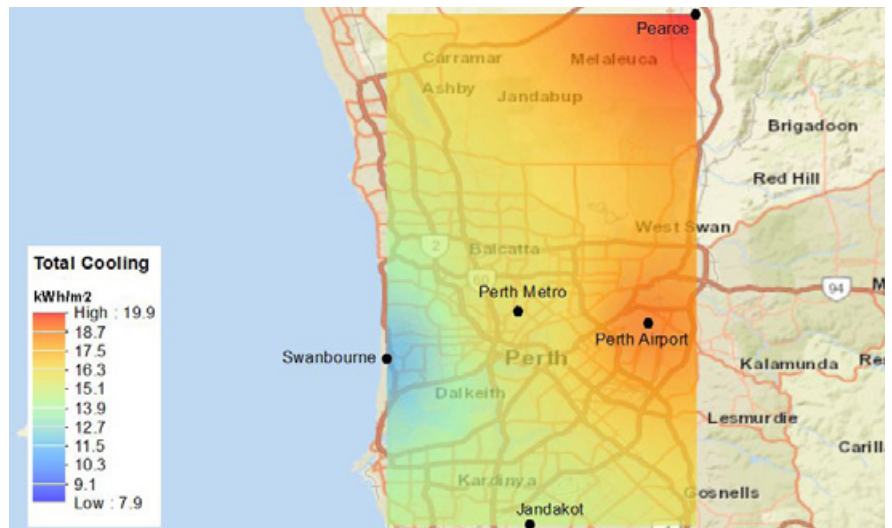 Pearce
Carramar
Melaleuca
Ashby
Jandabup
Brigadoon
Red Hill
West Swan
2
Balcatta
60
94
Total Cooling
kWh/m2
High : 19.9
18.7
17.5
16.3
15.1
13.9
12.7
11.5
10.3
9.1
Low : 7.9
Perth Metro
Perth Airport
Swanbourne
Perth
Kalamunda
Dalkeith
Lesmurdie
Carilla
Kardinya
Gosnells
Jandakot